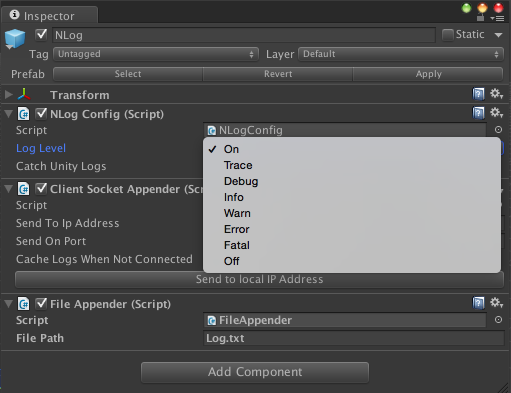 Inspector
NLog
Static
Tag Untagged Layer Default
Prefab Select Revert Apply
Transform
NLog Config (Script)
Script NLogConfig
Log Level
Catch Unity Logs
On
Trace
Debug
Info
Warn
Error
Fatal
Off
Client Socket Appender (Sc
Script
Send To Ip Address
Send On Port
Cache Logs When Not Connected
Send to local IP Address
File Appender (Script)
Script FileAppender
File Path Log.txt
Add Component